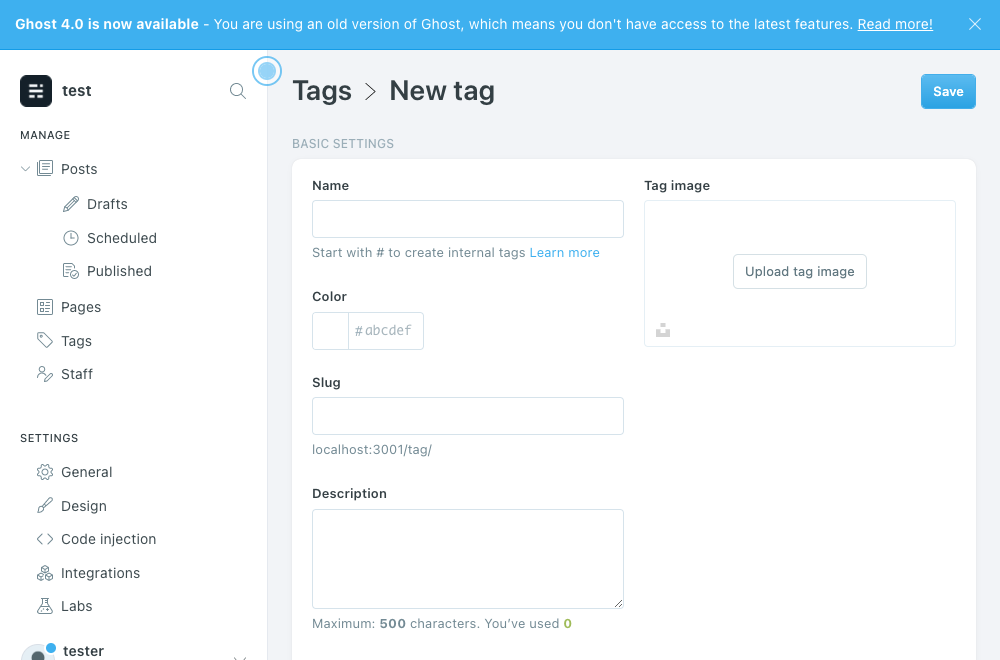 Ghost 4.0 is now available - You are using an old version of Ghost, which means you don't have access to the latest features. Read more!
test
MANAGE
Posts
Drafts
Scheduled
Published
Pages
Tags
Staff
SETTINGS
General
Design
Code injection
Integrations
Labs
tester
Tags > New tag
Save
BASIC SETTINGS
Name
Start with # to create internal tags Learn more
Color
#abcdef
Slug
localhost:3001/tag/
Description
Maximum: 500 characters. You’ve used 0
Tag image
Upload tag image